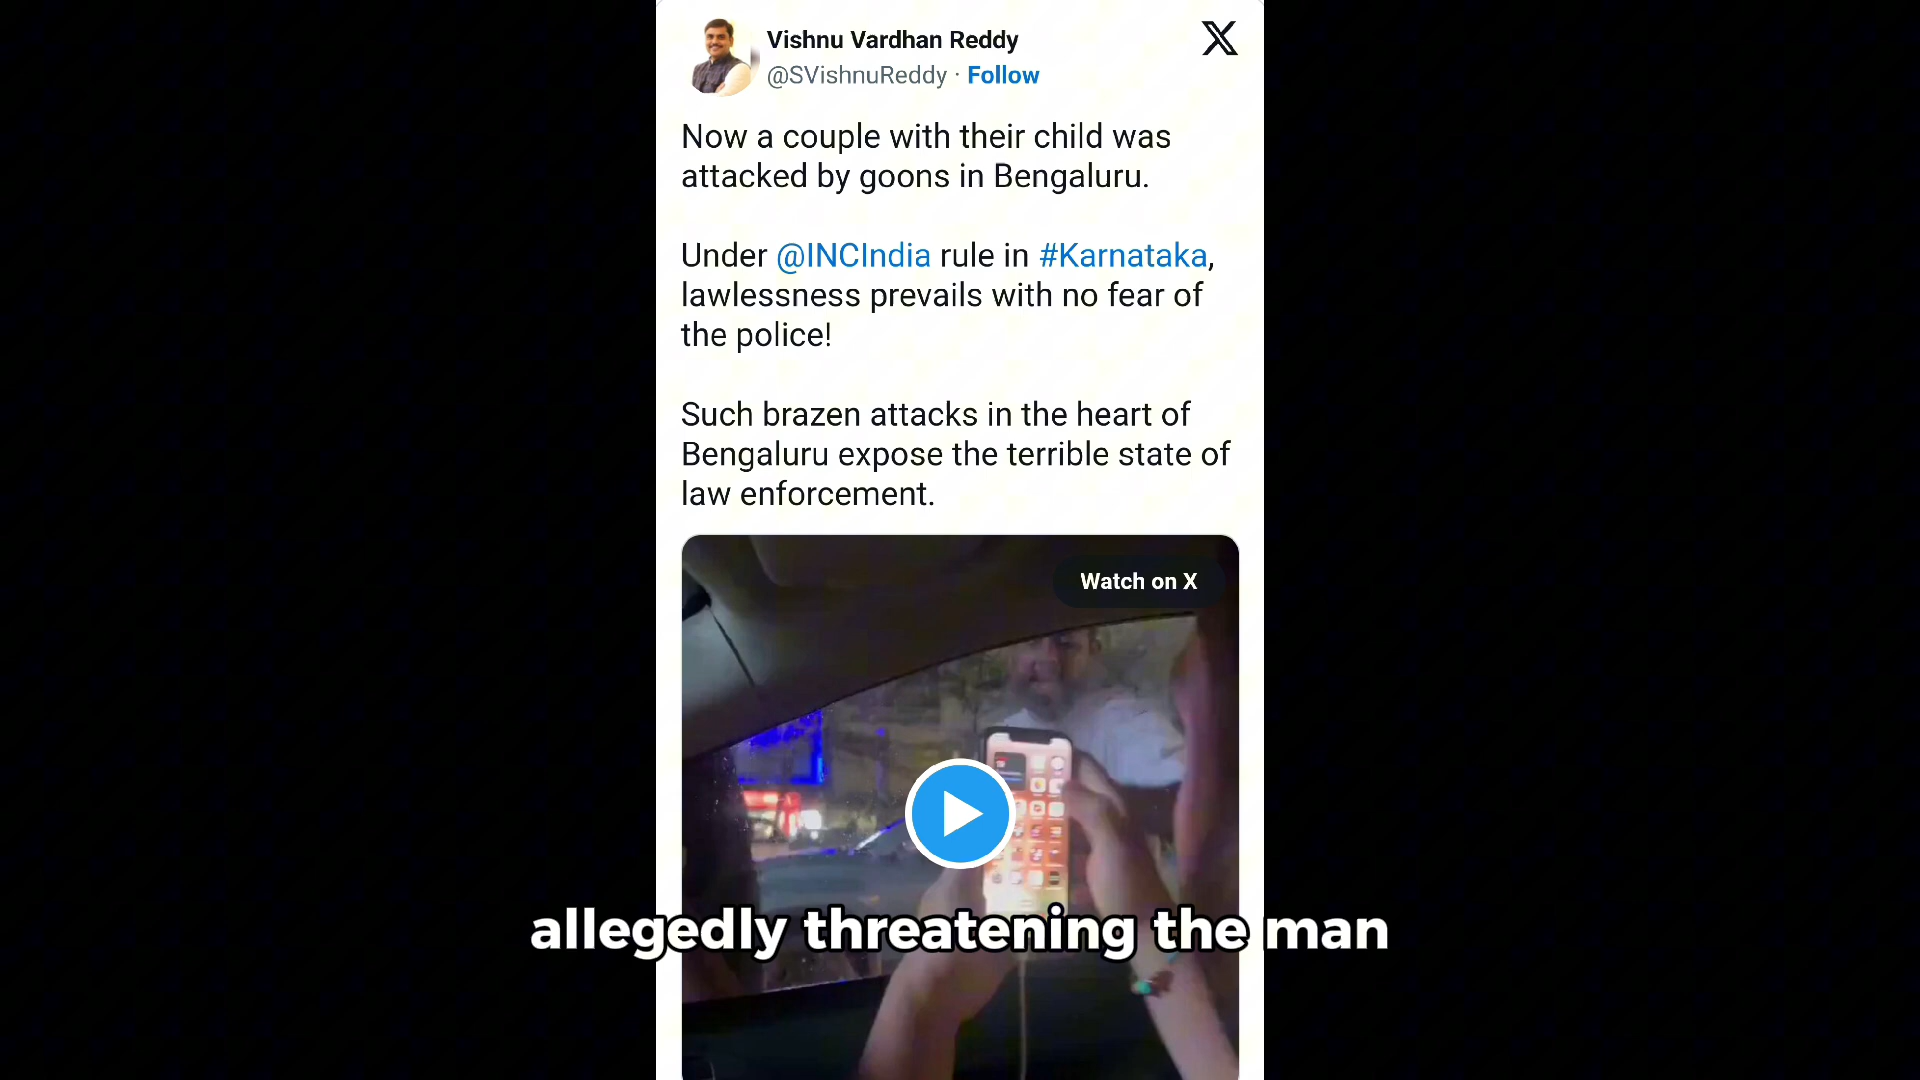 Vishnu Vardhan Reddy
@SVishnuReddy · Follow
Now a couple with their child was
attacked by goons in Bengaluru.
Under @INCIndia rule in #Karnataka,
lawlessness prevails with no fear of
the police!
Such brazen attacks in the heart of
Bengaluru expose the terrible state of
law enforcement.
Watch on X
allegedly threatening the man